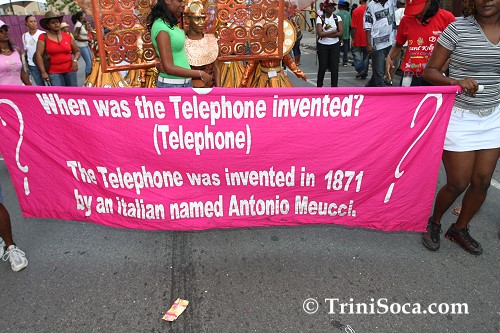 When was the Telephone invented?
(Telephone)
The Telephone was invented in 1871
by an italian named Antonio Meucci.
? ?
© TriniSoca.com